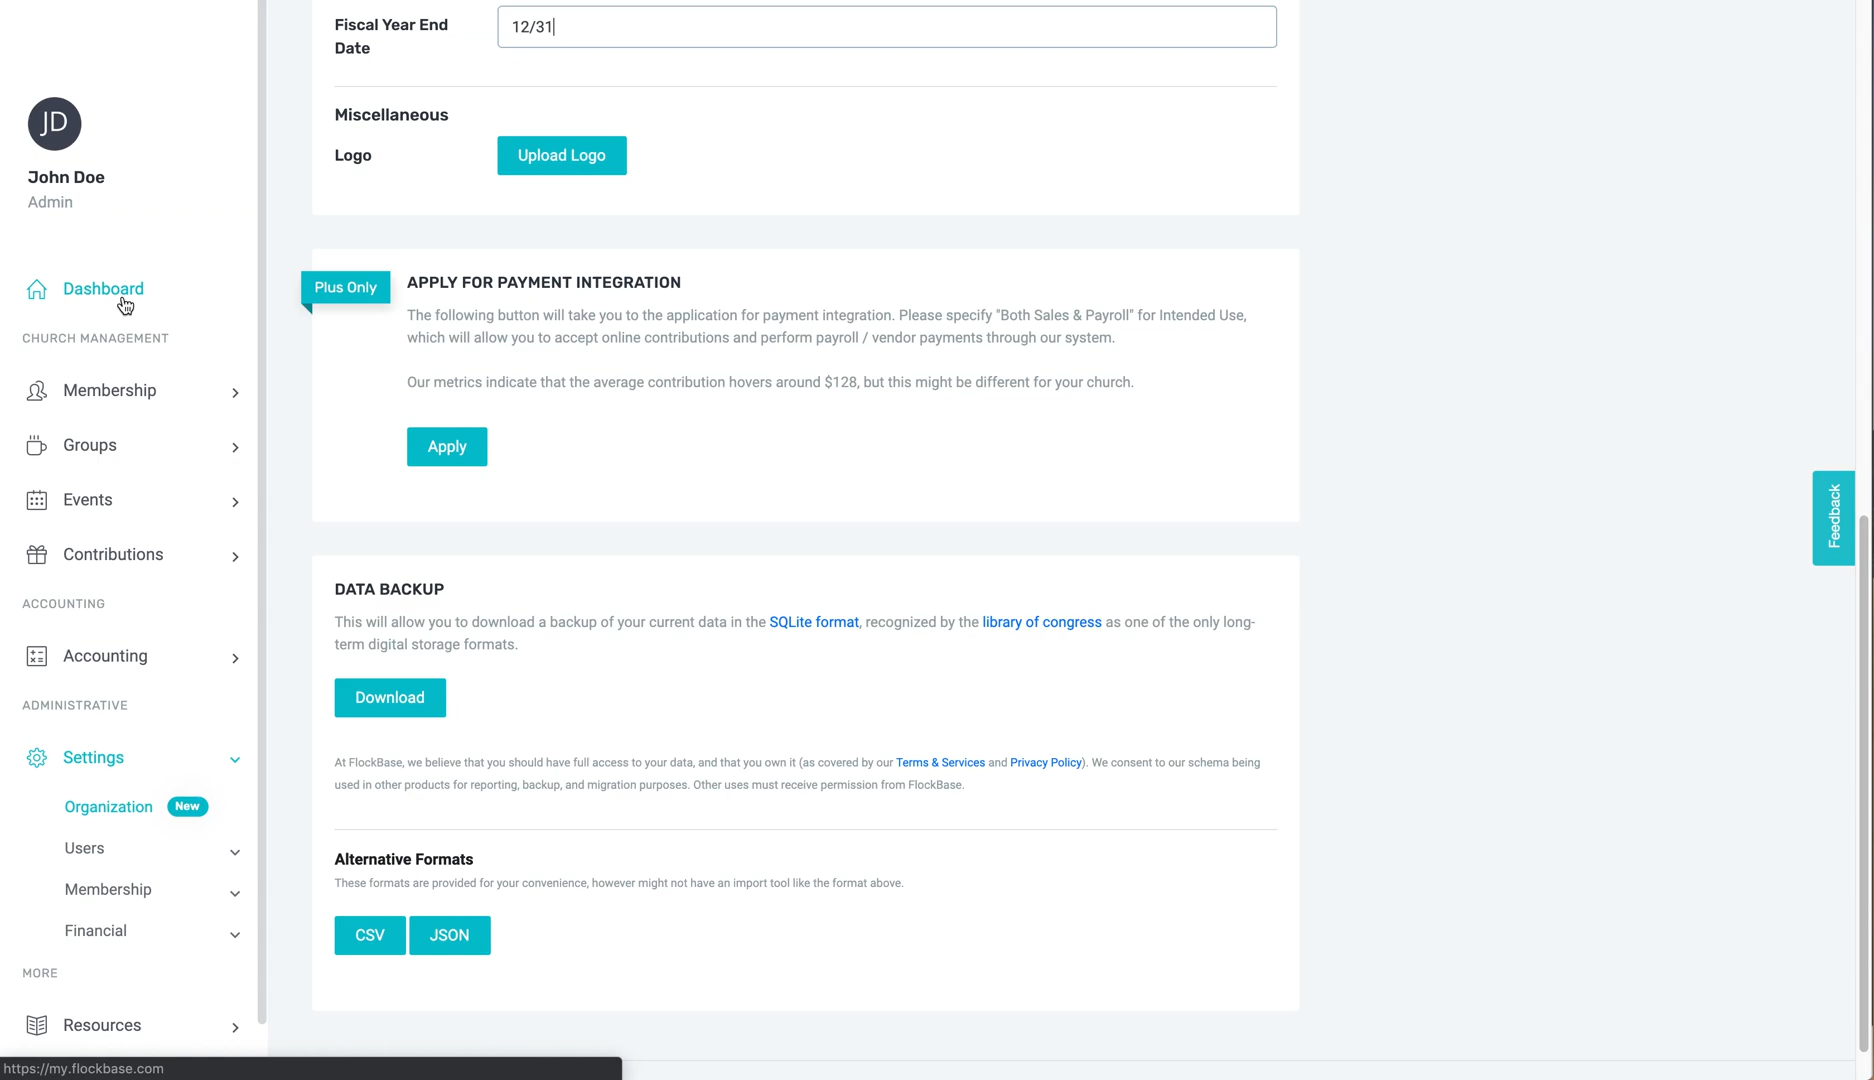 JD
John Doe
Admin
Dashboard
CHURCH MANAGEMENT
Membership
Groups
Events
Contributions
ACCOUNTING
Accounting
ADMINISTRATIVE
Settings
Organization New
Users
Membership
Financial
MORE
Resources
https://my.flockbase.com
Fiscal Year End
Date
12/31
Miscellaneous
Logo
Upload Logo
Plus Only
APPLY FOR PAYMENT INTEGRATION
The following button will take you to the application for payment integration. Please specify "Both Sales & Payroll" for Intended Use,
which will allow you to accept online contributions and perform payroll / vendor payments through our system.
Our metrics indicate that the average contribution hovers around $128, but this might be different for your church.
Apply
DATA BACKUP
This will allow you to download a backup of your current data in the SQLite format, recognized by the library of congress as one of the only long-
term digital storage formats.
Download
At FlockBase, we believe that you should have full access to your data, and that you own it (as covered by our Terms & Services and Privacy Policy). We consent to our schema being
used in other products for reporting, backup, and migration purposes. Other uses must receive permission from FlockBase.
Alternative Formats
These formats are provided for your convenience, however might not have an import tool like the format above.
CSV JSON
Feedback